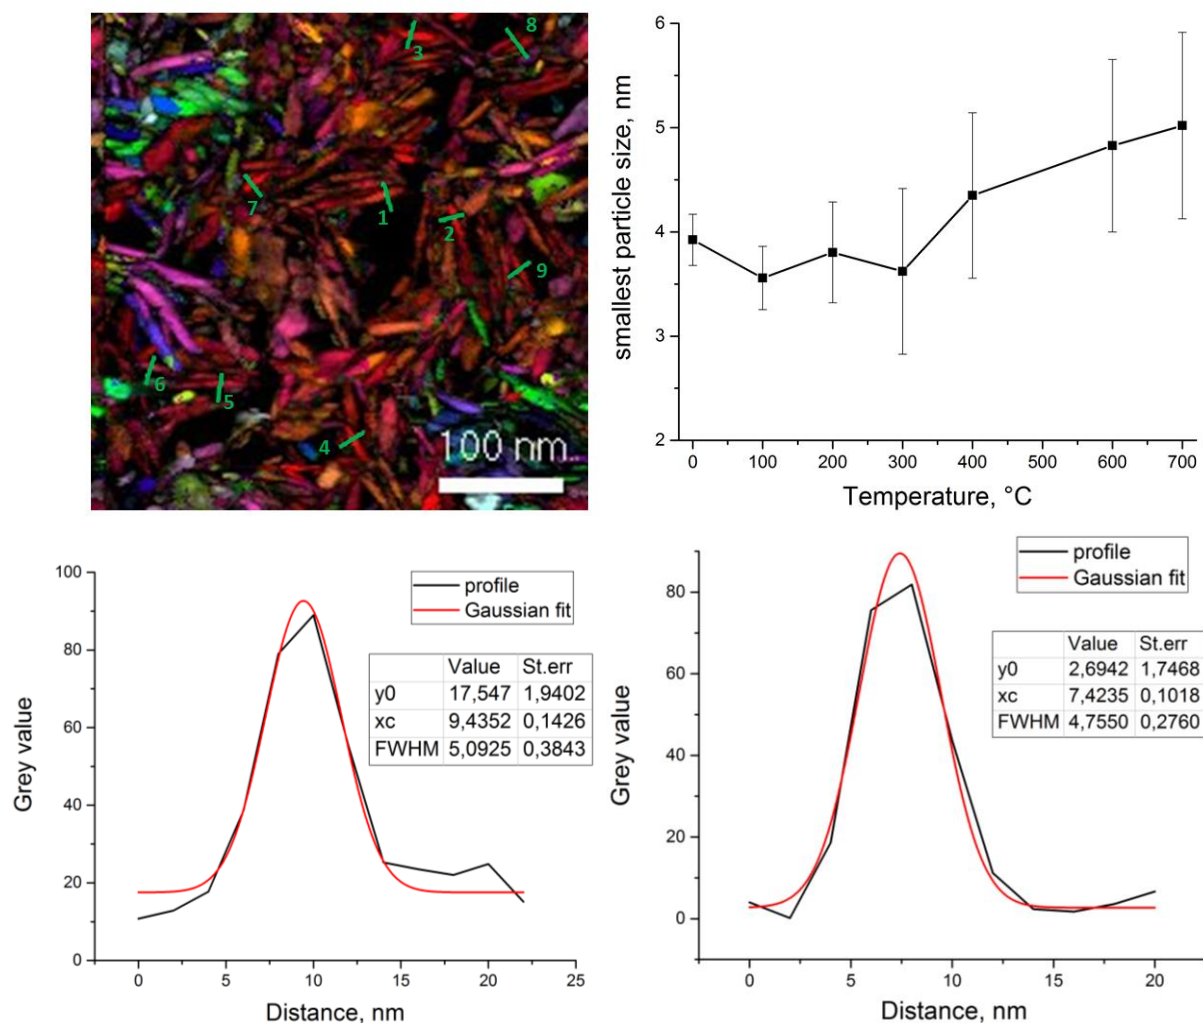 3
8
7
1
2
9
6
5
4
100 nm.
6
5
4
3
2
smallest particle size, nm
0 100 200 300 400 500 600 700
Temperature, °C
100
80
60
40
20
0
Grey value
profile
Gaussian fit
Value St.err
y0 17,547 1,9402
xc 9,4352 0,1426
FWHM 5,0925 0,3843
0 5 10 15 20 25
Distance, nm
80
60
40
20
0
Grey value
profile
Gaussian fit
Value St.err
y0 2,6942 1,7468
xc 7,4235 0,1018
FWHM 4,7550 0,2760
0 5 10 15 20
Distance, nm